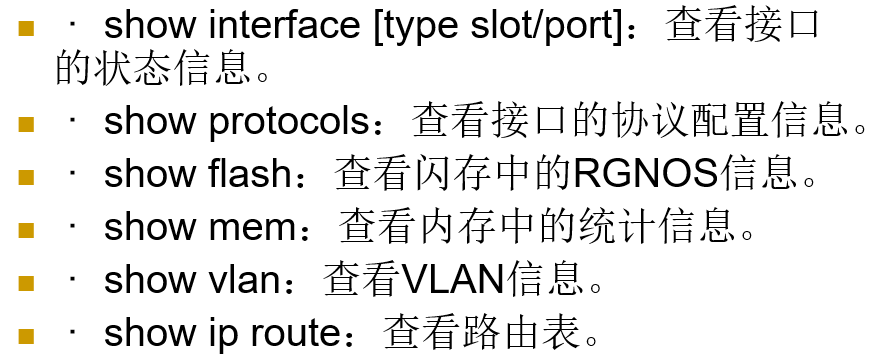 · show interface [type slot/port]：查看接口
的状态信息。
· show protocols：查看接口的协议配置信息。
· show flash：查看闪存中的RGNOS信息。
· show mem：查看内存中的统计信息。
· show vlan：查看VLAN信息。
· show ip route：查看路由表。